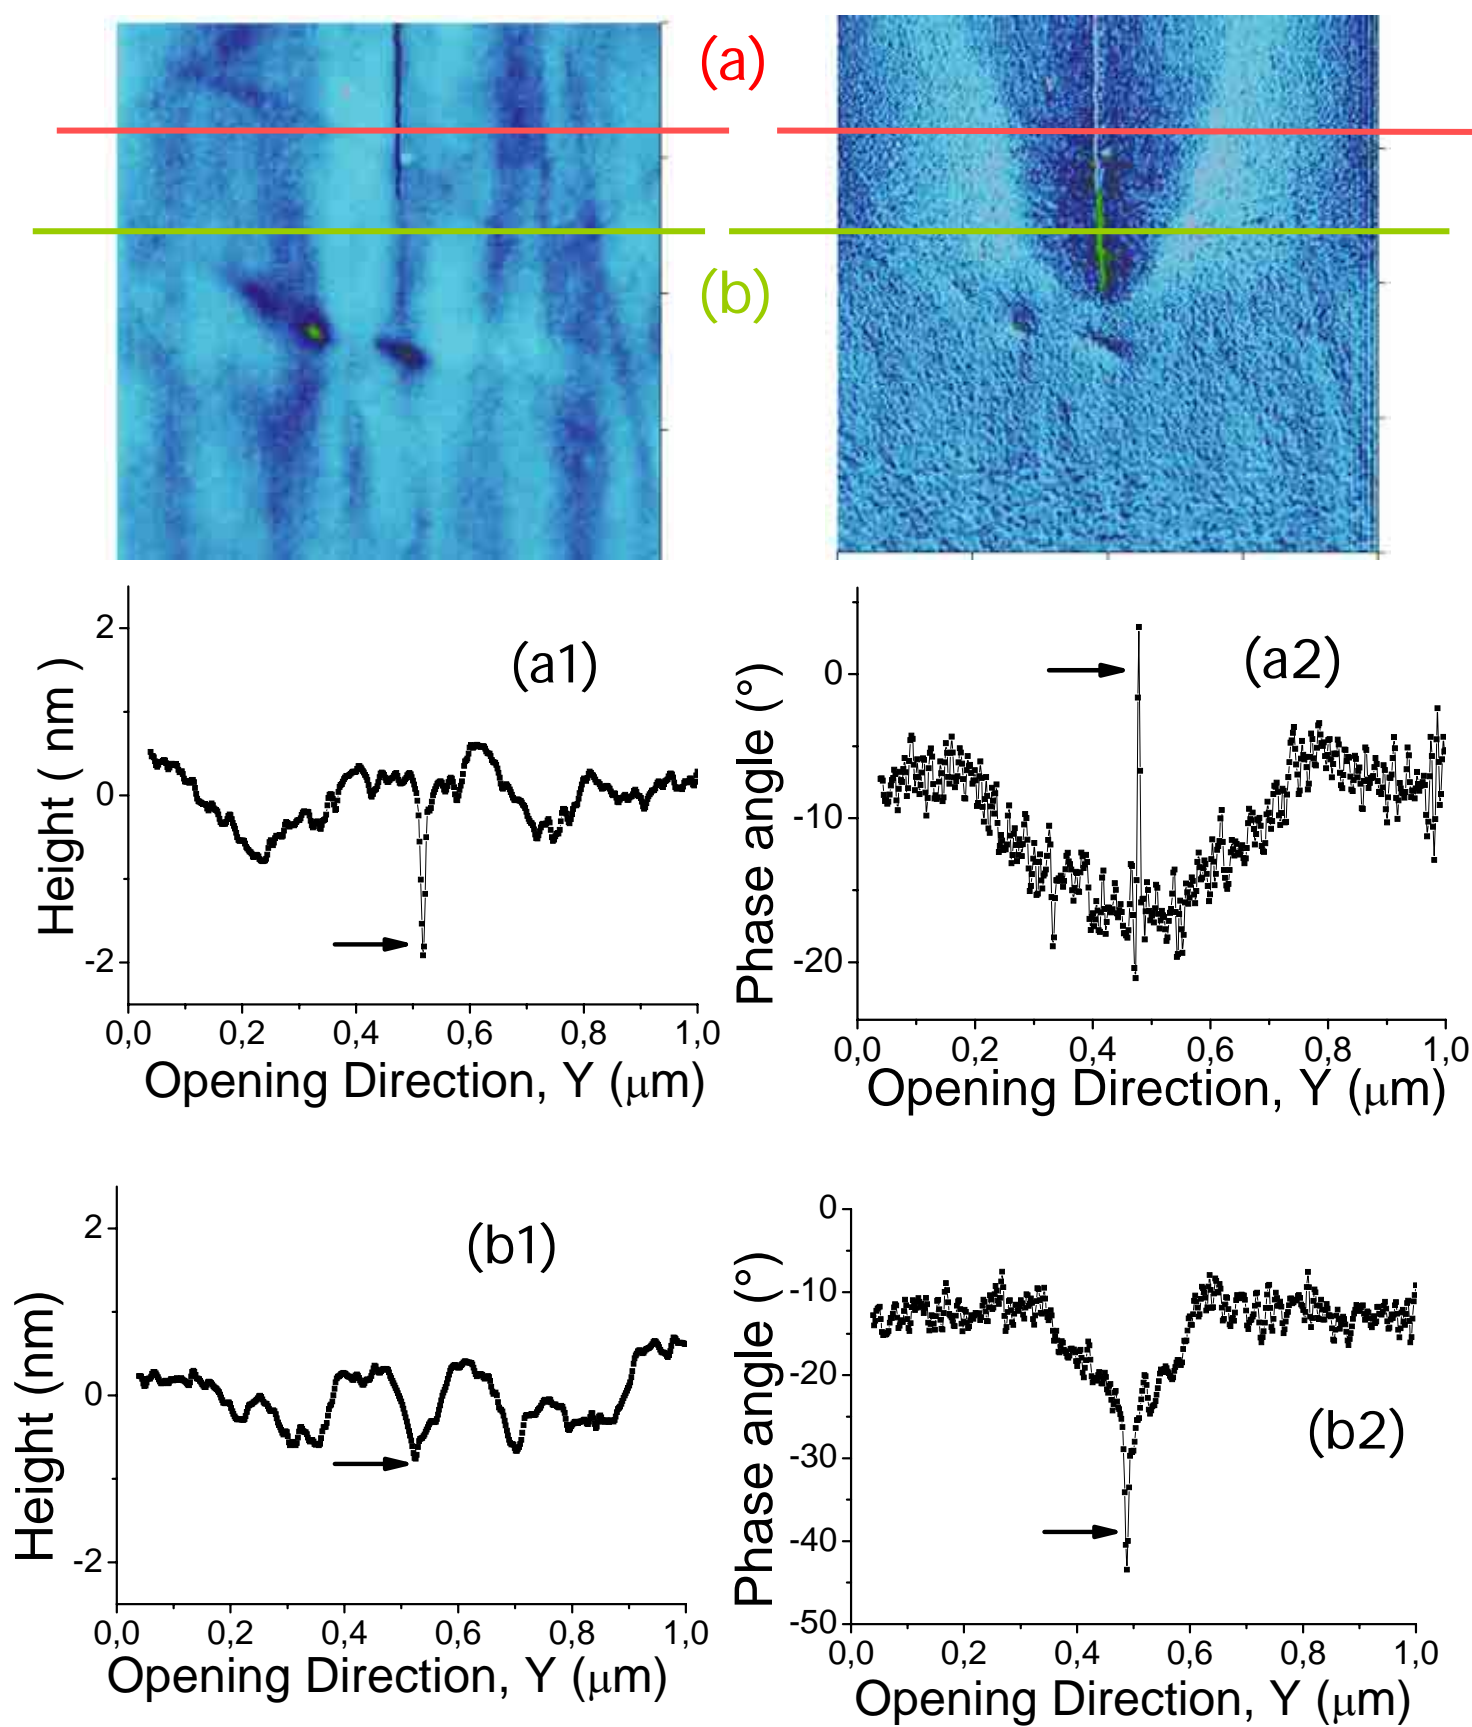 (a)
(b)
Height ( nm )
2
0
-2
(a1)
0,0 0,2 0,4 0,6 0,8 1,0
Opening Direction, Y (μm)
Phase angle (°)
0
-10
-20
(a2)
0,0 0,2 0,4 0,6 0,8 1,0
Opening Direction, Y (μm)
Height (nm)
2
0
-2
(b1)
0,0 0,2 0,4 0,6 0,8 1,0
Opening Direction, Y (μm)
Phase angle (°)
0
-10
-20
-30
-40
-50
(b2)
0,0 0,2 0,4 0,6 0,8 1,0
Opening Direction, Y (μm)